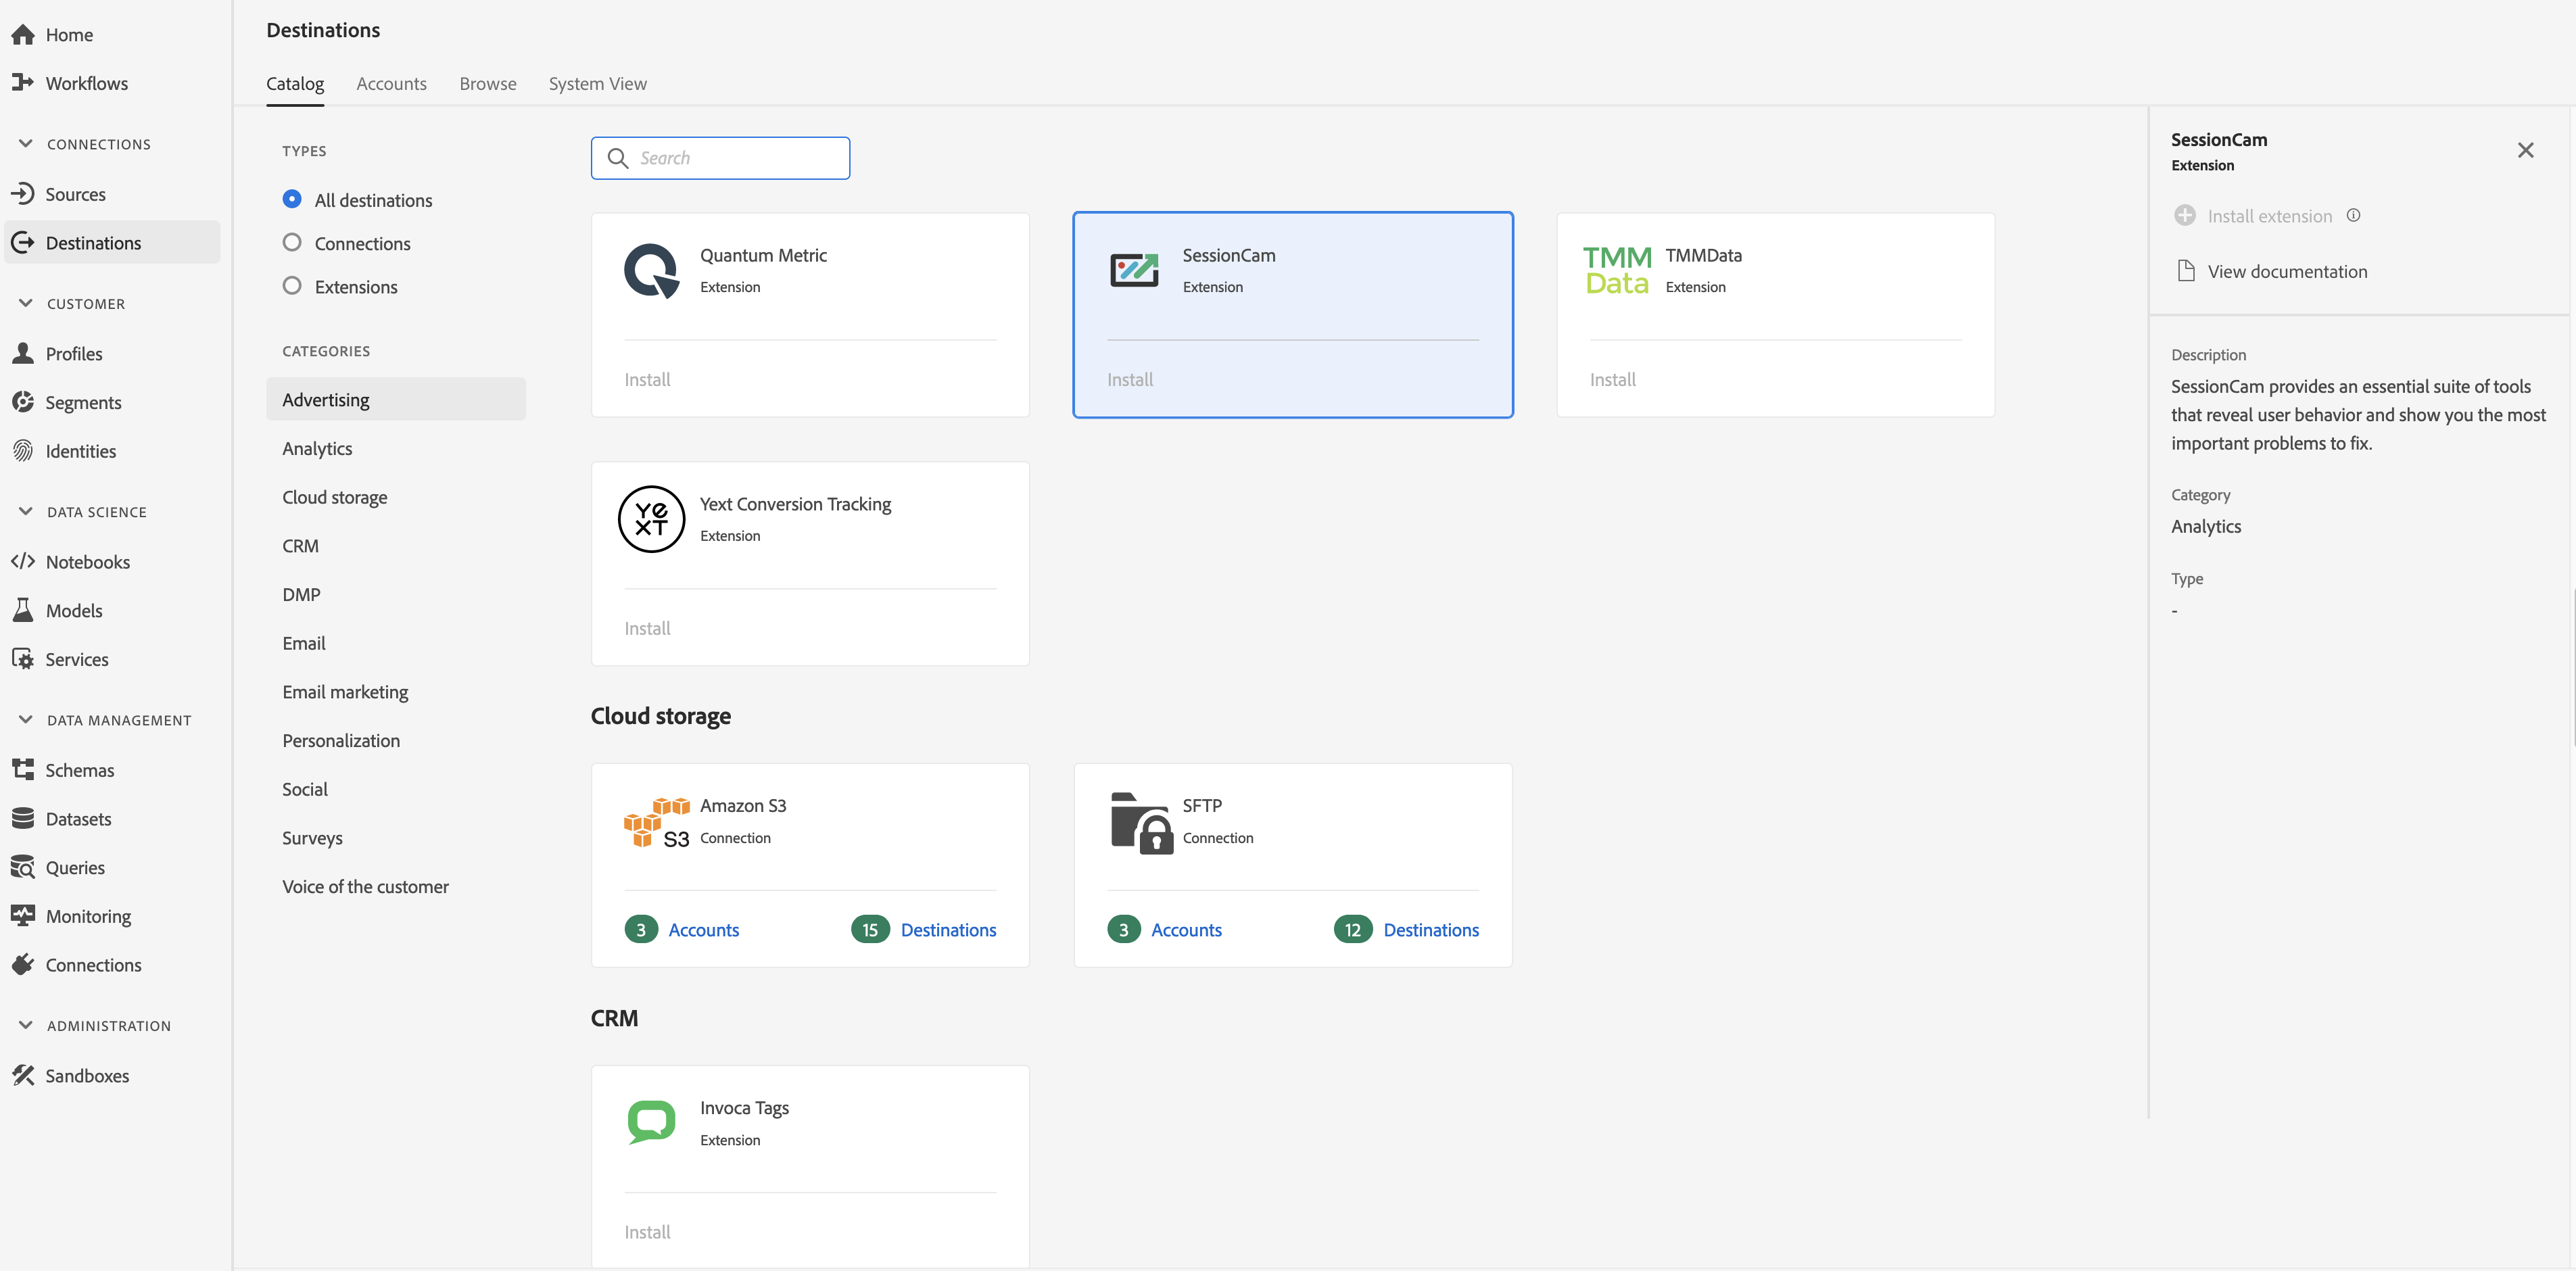 Home
Workflows
CONNECTIONS
Sources
Destinations
CUSTOMER
Profiles
Segments
Identities
DATA SCIENCE
Notebooks
Models
Services
DATA MANAGEMENT
Schemas
Datasets
Queries
Monitoring
Connections
ADMINISTRATION
Sandboxes
Destinations
Catalog Accounts Browse System View
TYPES
All destinations
Connections
Extensions
CATEGORIES
Advertising
Analytics
Cloud storage
CRM
DMP
Email
Email marketing
Personalization
Social
Surveys
Voice of the customer
Search
Quantum Metric
Extension
Install
SessionCam
Extension
Install
TMM
Data
TMMData
Extension
Install
YEXT
Yext Conversion Tracking
Extension
Install
Cloud storage
S3
Amazon S3
Connection
3 Accounts 15 Destinations
SFTP
Connection
3 Accounts 12 Destinations
CRM
Invoca Tags
Extension
Install
SessionCam
Extension
Install extension
View documentation
Description
SessionCam provides an essential suite of tools
that reveal user behavior and show you the most
important problems to fix.
Category
Analytics
Type
-